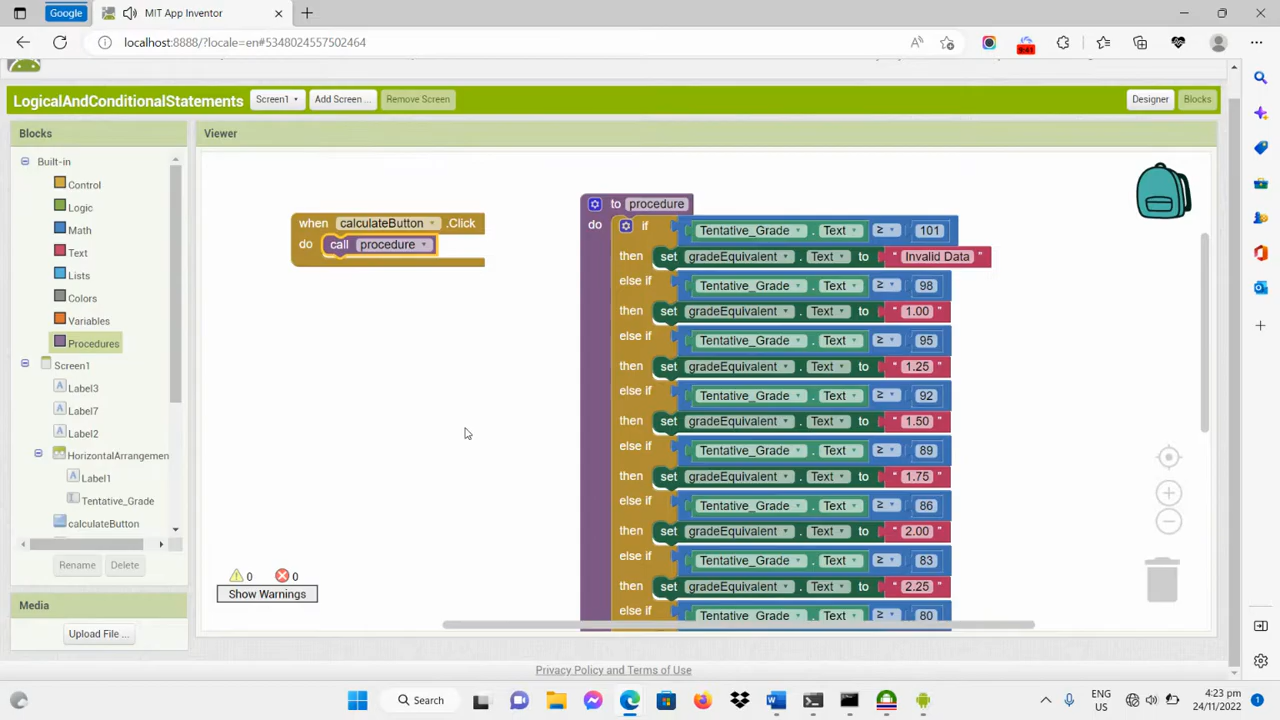 Google
MIT App Inventor
localhost:8888/?locale=en#5348024557502464
9:41
LogicalAndConditionalStatements
Screen1
Add Screen ...
Remove Screen
Designer
Blocks
Blocks
Viewer
Built-in
Control
Logic
Math
Text
Lists
Colors
Variables
Procedures
Screen1
Label3
Label7
Label2
HorizontalArrangemen
Label1
Tentative_Grade
calculateButton
Rename
Delete
Media
Upload File ...
when calculateButton .Click
do call procedure
to procedure
do if Tentative_Grade . Text ≥ 101
then set gradeEquivalent . Text to " Invalid Data "
else if Tentative_Grade . Text ≥ 98
then set gradeEquivalent . Text to " 1.00 "
else if Tentative_Grade . Text ≥ 95
then set gradeEquivalent . Text to " 1.25 "
else if Tentative_Grade . Text ≥ 92
then set gradeEquivalent . Text to " 1.50 "
else if Tentative_Grade . Text ≥ 89
then set gradeEquivalent . Text to " 1.75 "
else if Tentative_Grade . Text ≥ 86
then set gradeEquivalent . Text to " 2.00 "
else if Tentative_Grade . Text ≥ 83
then set gradeEquivalent . Text to " 2.25 "
else if Tentative_Grade . Text ≥ 80
0 0
Show Warnings
Privacy Policy and Terms of Use
Search
ENG
US
4:23 pm
24/11/2022
1